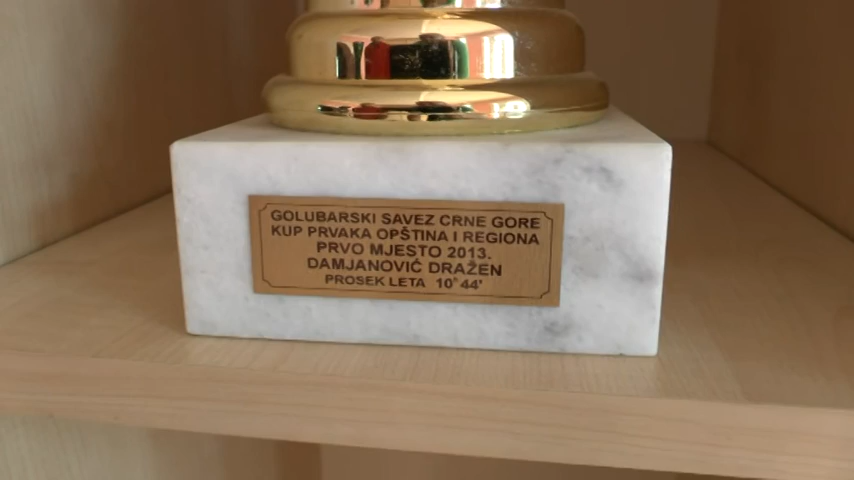 GOLUBARSKI SAVEZ CRNE GORE
KUP PRVAKA OPŠTINA I REGIONA
PRVO MJESTO 2013.
DAMJANOVIĆ DRAŽEN
PROSEK LETA 10° 44'